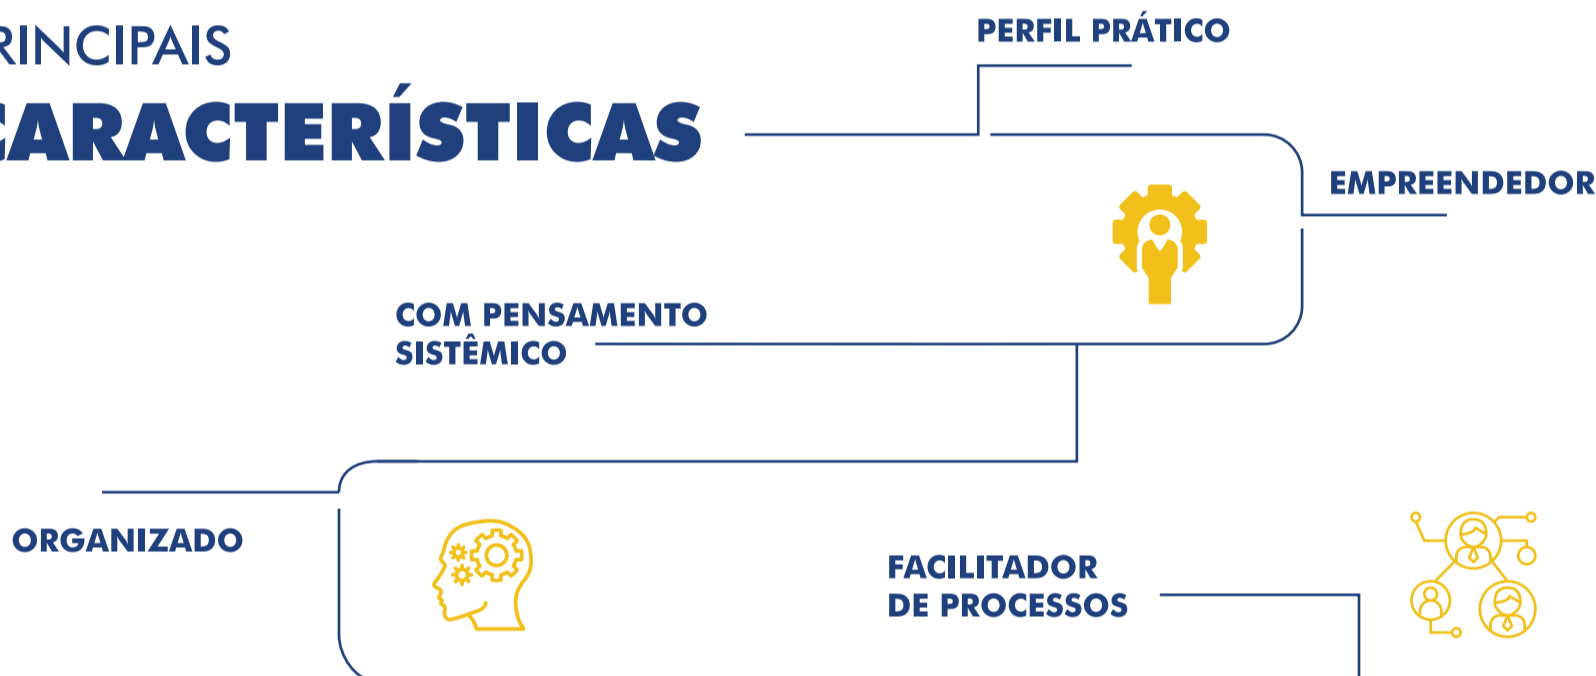 RINCIPAIS
CARACTERÍSTICAS
PERFIL PRÁTICO
EMPREENDEDOR
COM PENSAMENTO
SISTÊMICO
ORGANIZADO
FACILITADOR
DE PROCESSOS